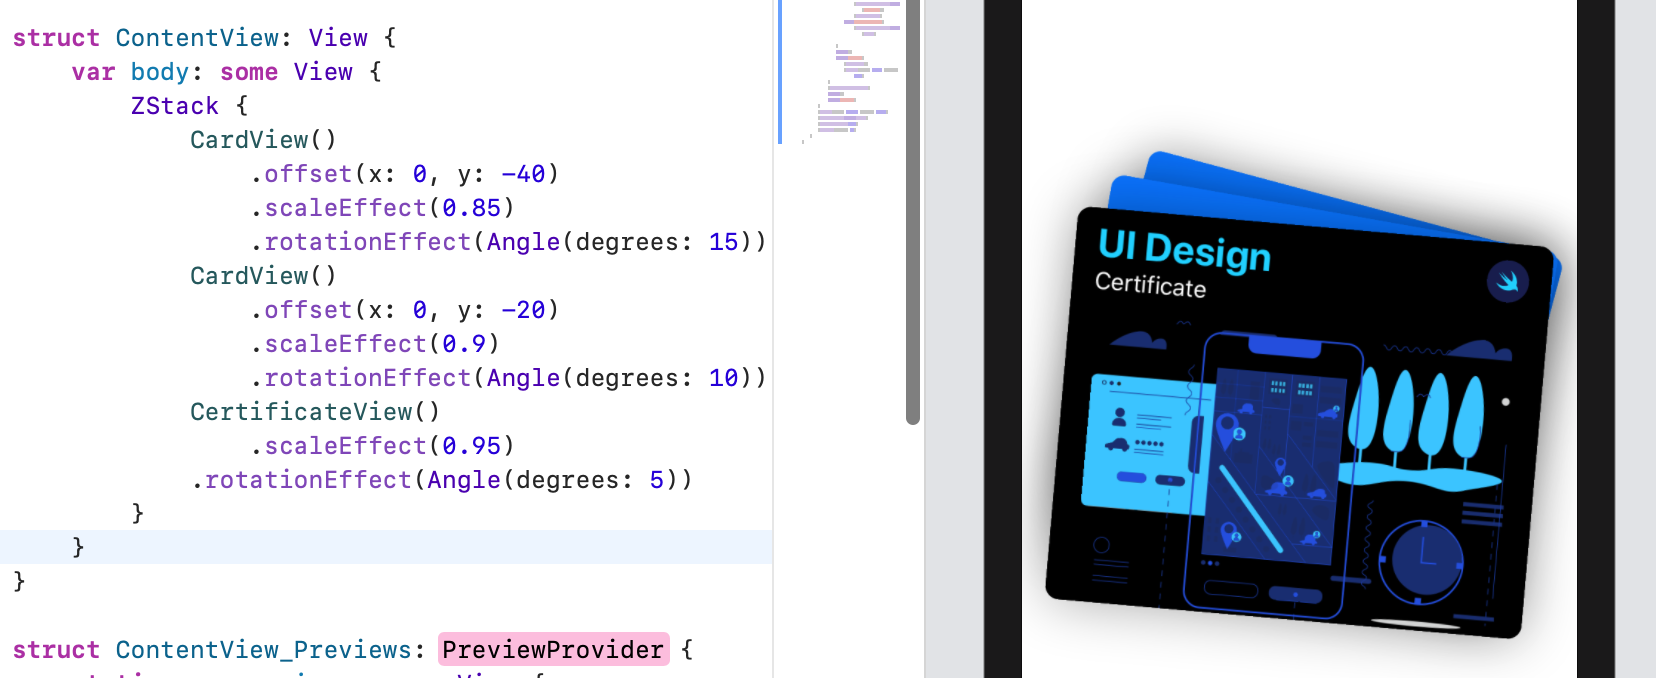 struct ContentView: View {
    var body: some View {
        ZStack {
            CardView()
                .offset(x: 0, y: -40)
                .scaleEffect(0.85)
                .rotationEffect(Angle(degrees: 15))
            CardView()
                .offset(x: 0, y: -20)
                .scaleEffect(0.9)
                .rotationEffect(Angle(degrees: 10))
            CertificateView()
                .scaleEffect(0.95)
            .rotationEffect(Angle(degrees: 5))
        }
    }
}
struct ContentView_Previews: PreviewProvider {
UI Design
Certificate